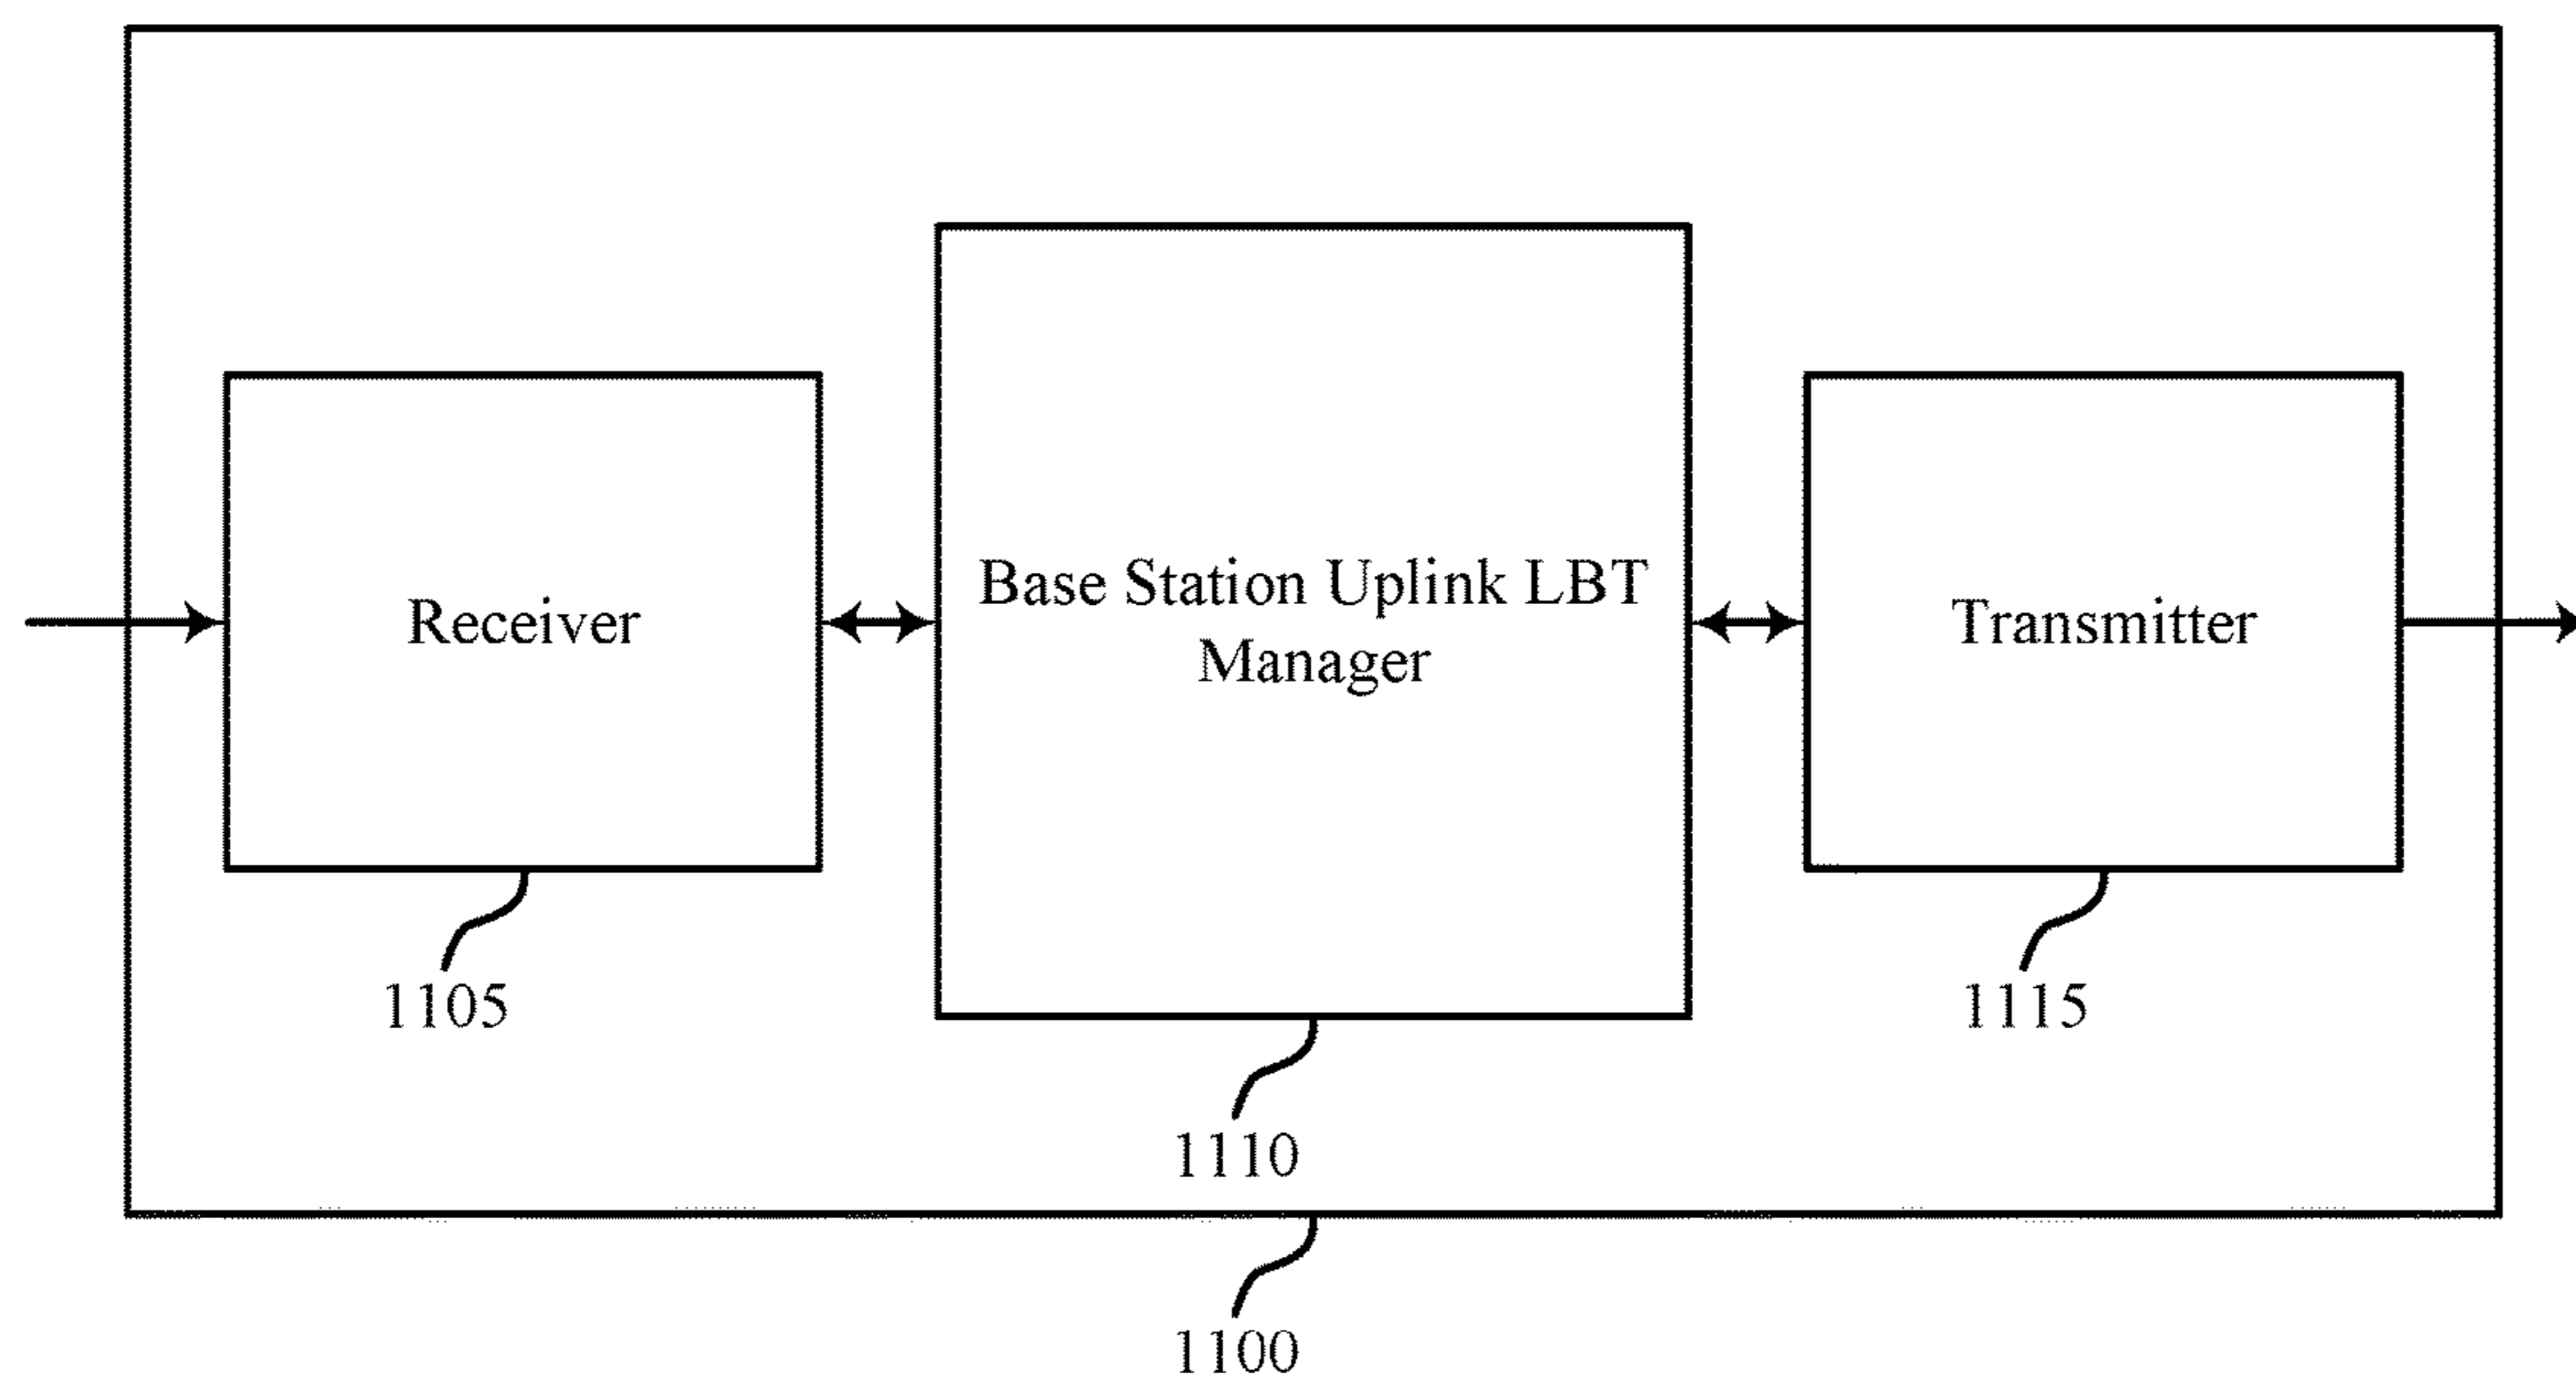 Receiver
Base Station Uplink LBT
Manager
Transmitter
1105
1115
1110
1100